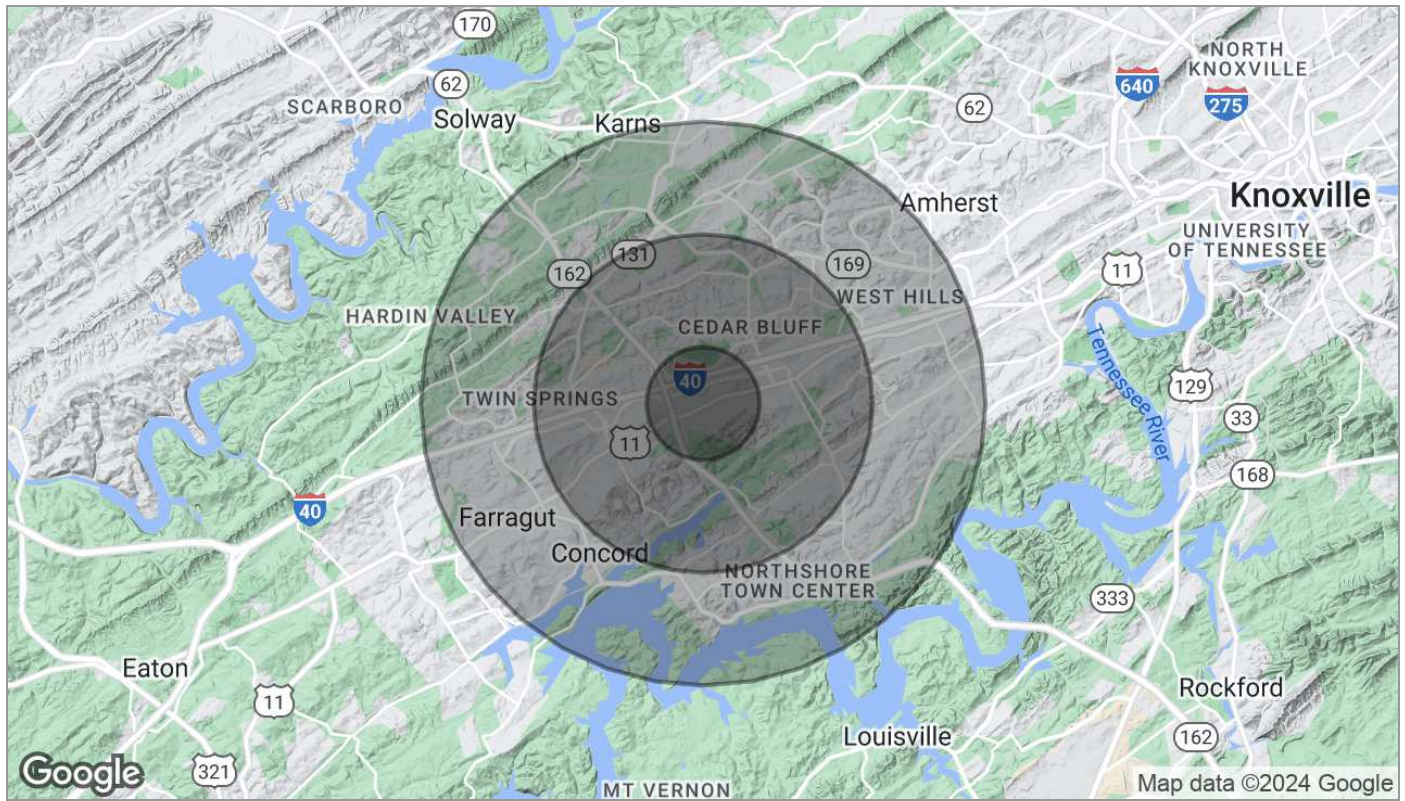 170
NORTH
KNOXVILLE
640
275
62
SCARBORO
Solway
Karns
62
Knoxville
Amherst
UNIVERSITY
OF TENNESSEE
131
162
169
11
WEST HILLS
HARDIN VALLEY
CEDAR BLUFF
40
Tennessee River
129
TWIN SPRINGS
33
11
168
40
Farragut
Concord
NORTHSHORE
TOWN CENTER
333
Eaton
11
Rockford
Louisville
162
321
Google
MT VERNON
Map data ©2024 Google